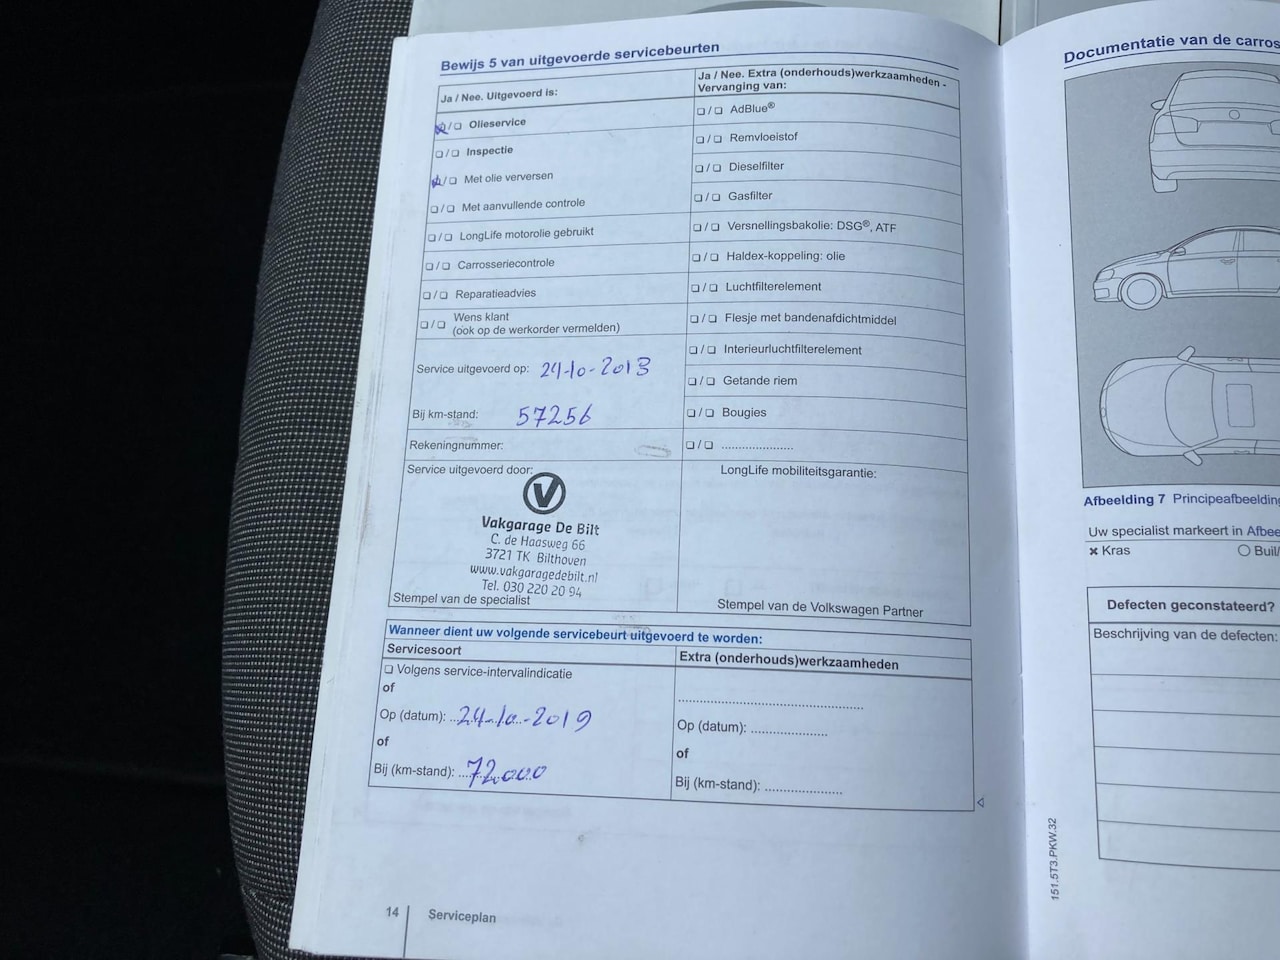 Bewijs 5 van uitgevoerde servicebeurten
Ja / Nee. Uitgevoerd is:
❏ / ❏ Olieservice
❏ / ❏ Inspectie
❏ / ❏ Met olie verversen
❏ / ❏ Met aanvullende controle
❏ / ❏ LongLife motorolie gebruikt
❏ / ❏ Carrosseriecontrole
❏ / ❏ Reparatieadvies
❏ / ❏ Wens klant
(ook op de werkorder vermelden)
Service uitgevoerd op: 24-10-2013
Bij km-stand: 57256
Rekeningnummer:
Service uitgevoerd door:
V
Vakgarage De Bilt
C. de Haasweg 66
3721 TK Bilthoven
www.vakgaragedebilt.nl
Tel. 030 220 20 94
Stempel van de specialist
Ja / Nee. Extra (onderhouds)werkzaamheden -
Vervanging van:
❏ / ❏ AdBlue®
❏ / ❏ Remvloeistof
❏ / ❏ Dieselfilter
❏ / ❏ Gasfilter
❏ / ❏ Versnellingsbakolie: DSG®, ATF
❏ / ❏ Haldex-koppeling: olie
❏ / ❏ Luchtfilterelement
❏ / ❏ Flesje met bandenafdichtmiddel
❏ / ❏ Interieurluchtfilterelement
❏ / ❏ Getande riem
❏ / ❏ Bougies
❏ / ❏ .....................
LongLife mobiliteitsgarantie:
Stempel van de Volkswagen Partner
Wanneer dient uw volgende servicebeurt uitgevoerd te worden:
Servicesoort
❏ Volgens service-intervalindicatie
of
Op (datum): 24-10-2019
of
Bij (km-stand): 72.000
Extra (onderhouds)werkzaamheden
......................................................
Op (datum): ......................
of
Bij (km-stand): ......................
14
Serviceplan
Documentatie van de carros
Afbeelding 7 Principeafbeelding
Uw specialist markeert in Afbee
× Kras
○ Buil/
Defecten geconstateerd?
Beschrijving van de defecten:
151.5T3.PKW.32